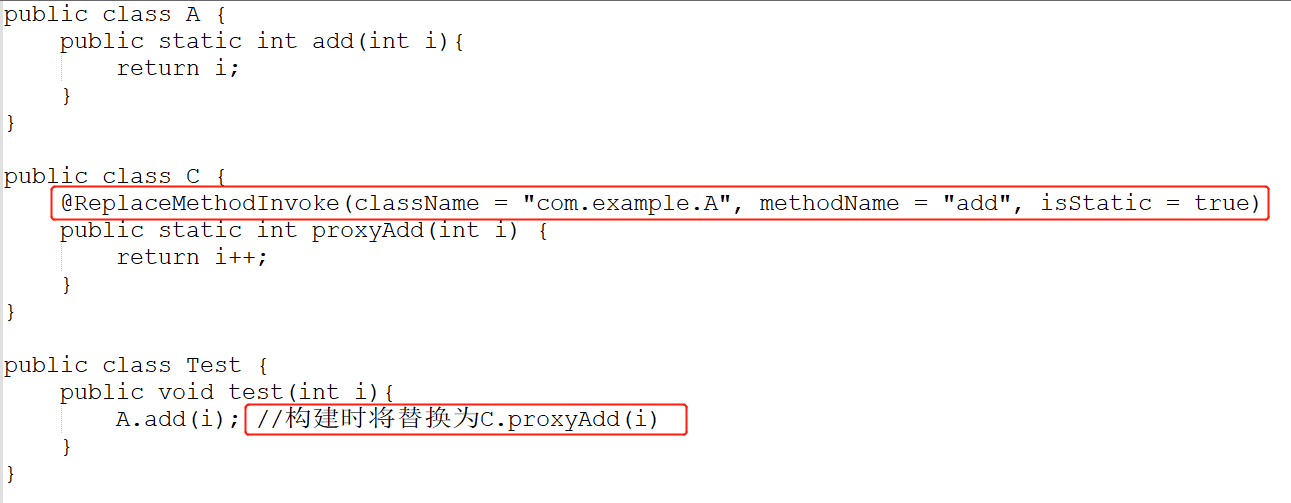 public class A {
    public static int add(int i){
        return i;
    }
}
public class C {
    @ReplaceMethodInvoke(className = "com.example.A", methodName = "add", isStatic = true)
    public static int proxyAdd(int i) {
        return i++;
    }
}
public class Test {
    public void test(int i){
        A.add(i); //构建时将替换为C.proxyAdd(i)
    }
}